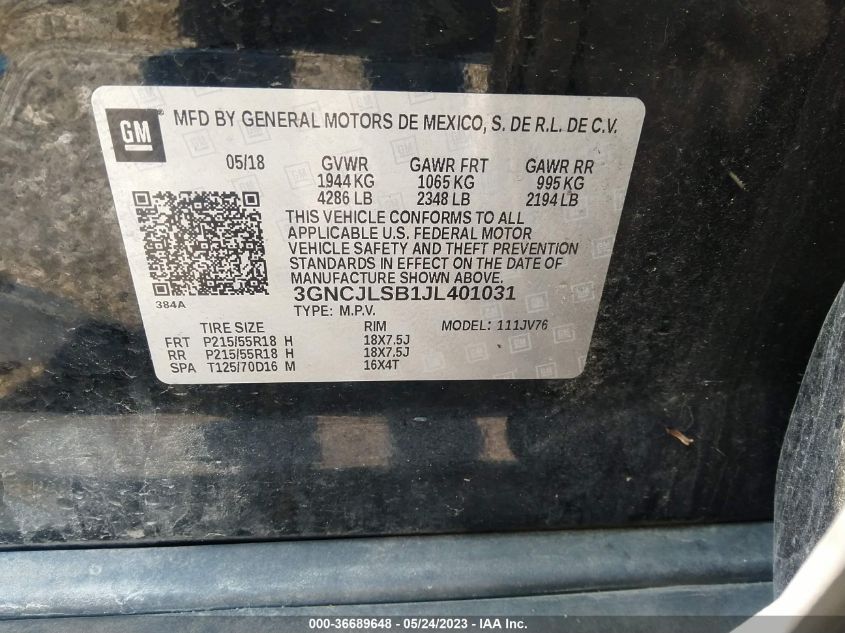 GM
MFD BY GENERAL MOTORS DE MEXICO, S. DE R.L. DE C.V.
05/18 GVWR GAWR FRT GAWR RR
1944 KG 1065 KG 995 KG
4286 LB 2348 LB 2194 LB
THIS VEHICLE CONFORMS TO ALL
APPLICABLE U.S. FEDERAL MOTOR
VEHICLE SAFETY AND THEFT PREVENTION
STANDARDS IN EFFECT ON THE DATE OF
MANUFACTURE SHOWN ABOVE.
384A
3GNCJLSB1JL401031
TYPE: M.P.V.
TIRE SIZE RIM MODEL: 111JV76
FRT P215/55R18 H 18X7.5J
RR P215/55R18 H 18X7.5J
SPA T125/70D16 M 16X4T
000-36689648 - 05/24/2023 - IAA Inc.